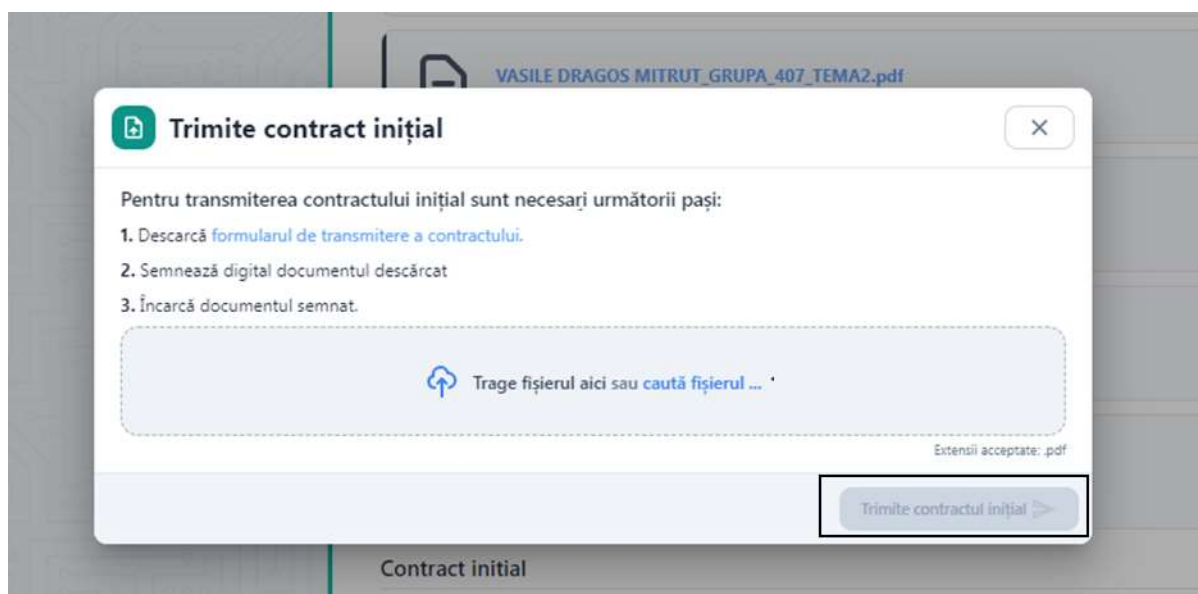 VASILE DRAGOS MITRUT_GRUPA_407_TEMA2.pdf
Trimite contract inițial
Pentru transmiterea contractului inițial sunt necesari următorii pași:
1. Descarcă formularul de transmitere a contractului.
2. Semnează digital documentul descărcat
3. Încarcă documentul semnat.
Trage fișierul aici sau caută fișierul ...
Extensii acceptate: .pdf
Trimite contractul inițial
Contract initial